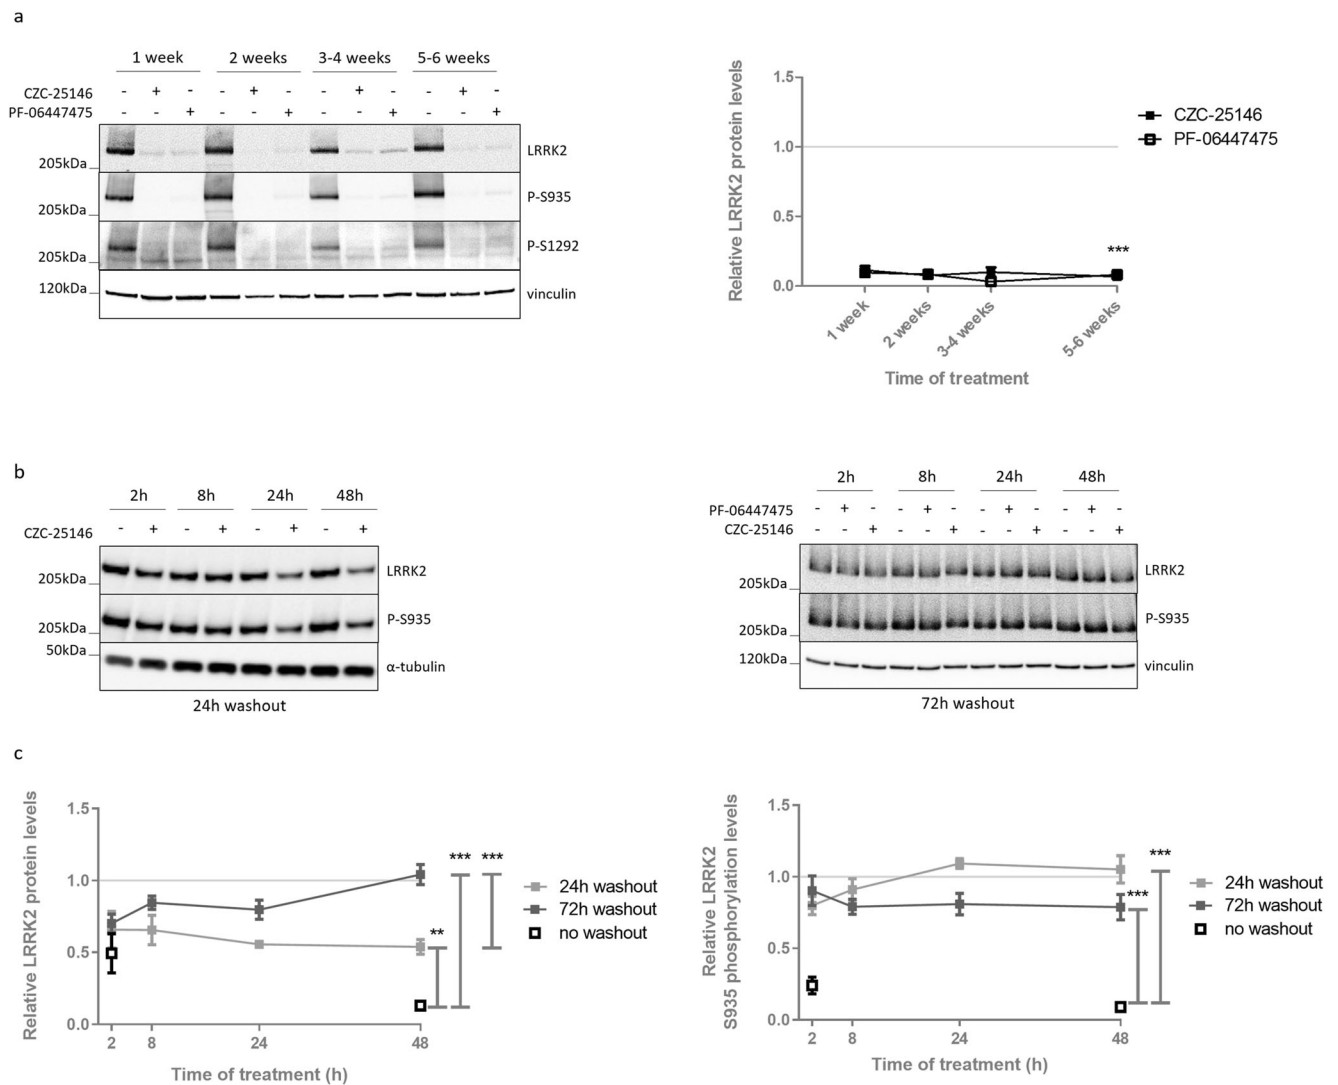 a
1 week 2 weeks 3-4 weeks 5-6 weeks
CZC-25146 - + - - + - - + - - + -
PF-06447475 - - + - - + - - + - - +
LRRK2
205kDa
P-S935
205kDa
P-S1292
205kDa
120kDa
vinculin
Relative LRRK2 protein levels
1.5
1.0
0.5
0.0
***
1 week 2 weeks 3-4 weeks 5-6 weeks
Time of treatment
CZC-25146
PF-06447475
b
2h 8h 24h 48h
CZC-25146 - + - + - + - +
LRRK2
205kDa
P-S935
205kDa
50kDa
α-tubulin
24h washout
2h 8h 24h 48h
PF-06447475 - + - - + - - + - - + -
CZC-25146 - - + - - + - - + - - +
LRRK2
205kDa
P-S935
205kDa
120kDa
vinculin
72h washout
c
Relative LRRK2 protein levels
1.5
1.0
0.5
0.0
2 8 24 48
Time of treatment (h)
** *** ***
24h washout
72h washout
no washout
Relative LRRK2
S935 phosphorylation levels
1.5
1.0
0.5
0.0
2 8 24 48
Time of treatment (h)
*** ***
24h washout
72h washout
no washout